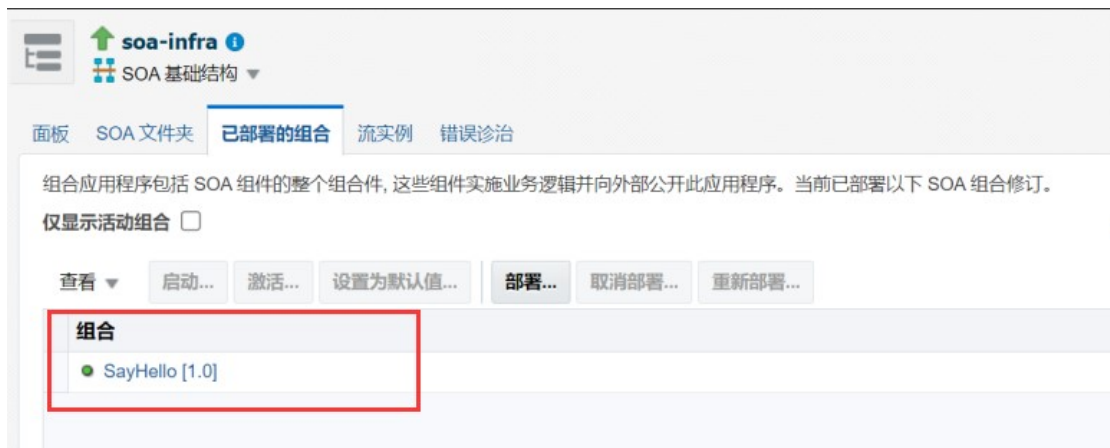 soa-infra
SOA 基础结构
面板 SOA 文件夹 已部署的组合 流实例 错误诊治
组合应用程序包括 SOA 组件的整个组合件, 这些组件实施业务逻辑并向外部公开此应用程序。当前已部署以下 SOA 组合修订。
仅显示活动组合
查看 启动... 激活... 设置为默认值... 部署... 取消部署... 重新部署...
组合
SayHello [1.0]